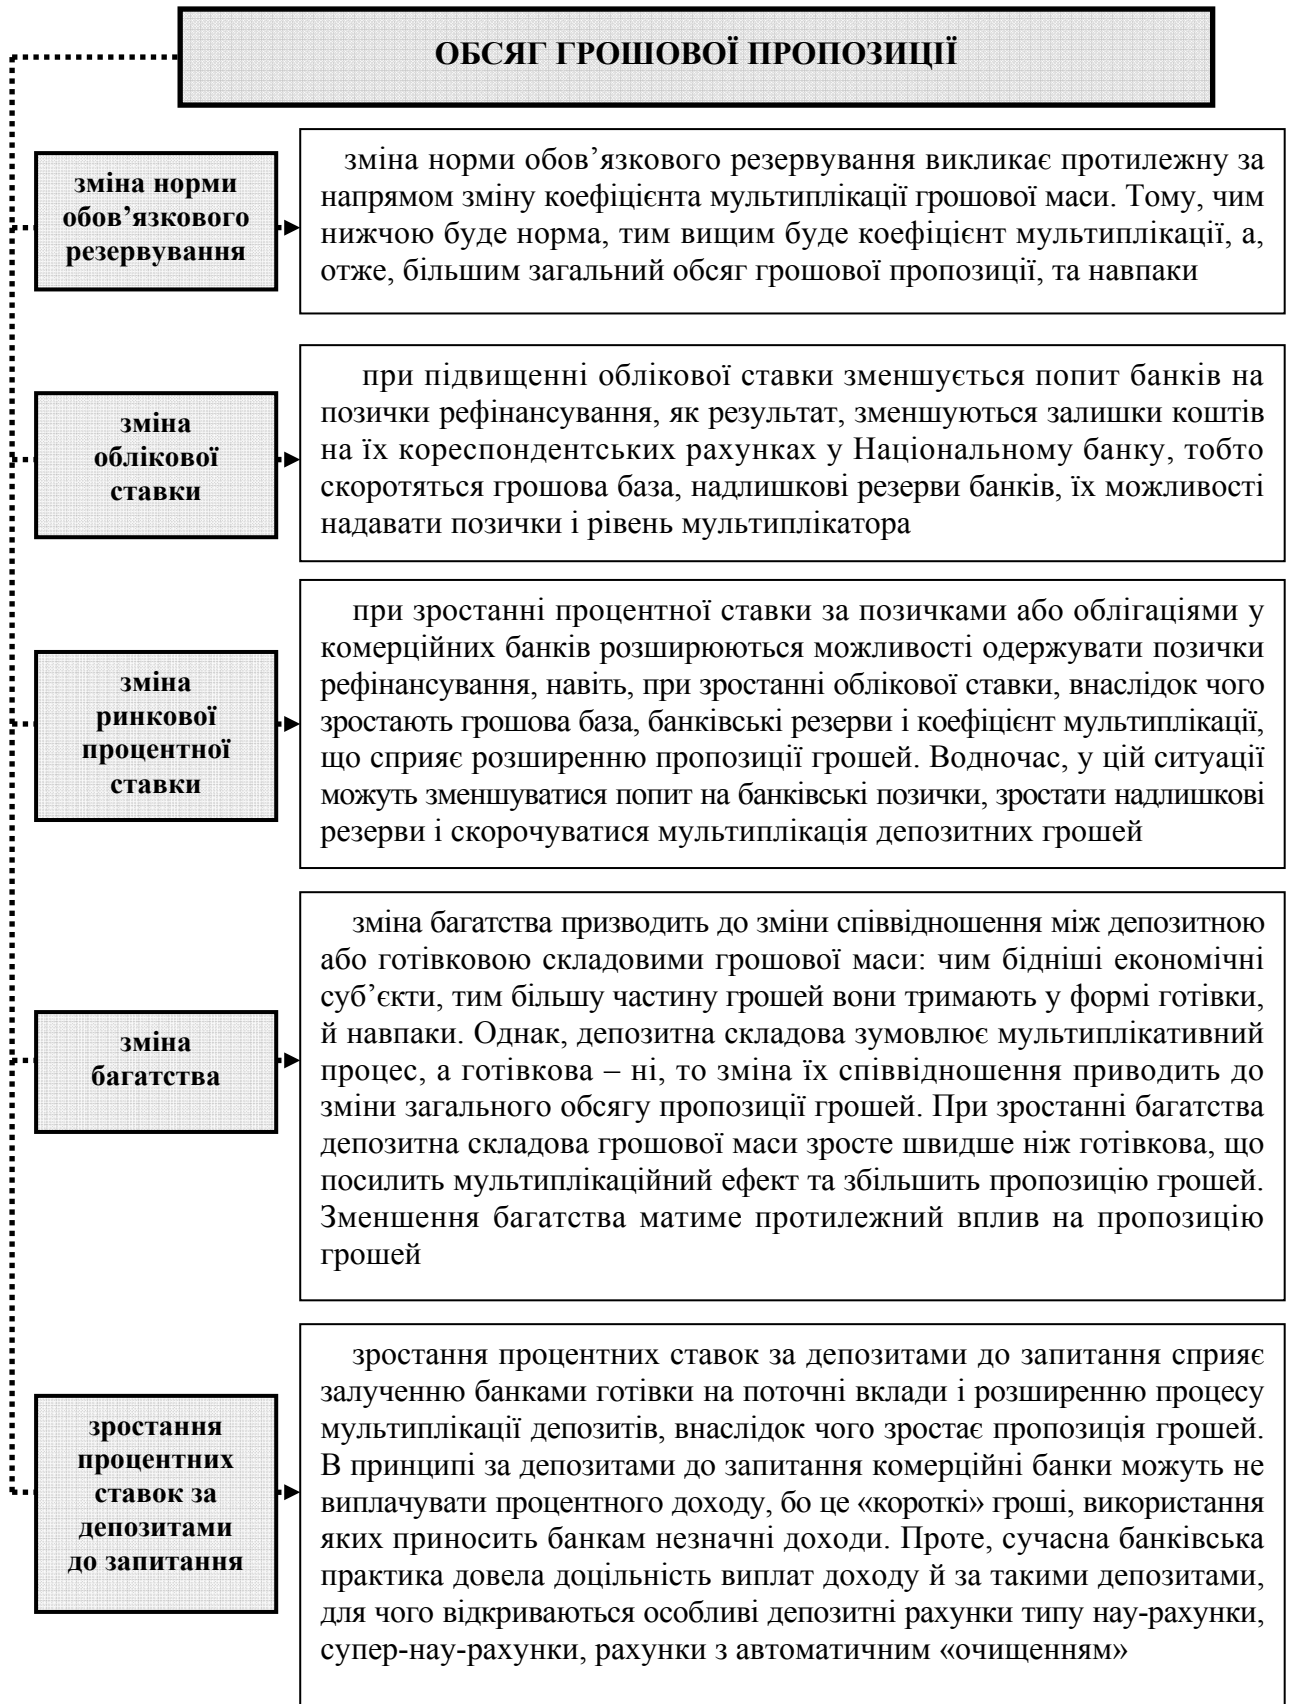 ОБСЯГ ГРОШОВОЇ ПРОПОЗИЦІЇ
зміна норми
обов’язкового
резервування
зміна норми обов’язкового резервування викликає протилежну за
напрямом зміну коефіцієнта мультиплікації грошової маси. Тому, чим
нижчою буде норма, тим вищим буде коефіцієнт мультиплікації, а,
отже, більшим загальний обсяг грошової пропозиції, та навпаки
зміна
облікової
ставки
при підвищенні облікової ставки зменшується попит банків на
позички рефінансування, як результат, зменшуються залишки коштів
на їх кореспондентських рахунках у Національному банку, тобто
скоротяться грошова база, надлишкові резерви банків, їх можливості
надавати позички і рівень мультиплікатора
зміна
ринкової
процентної
ставки
при зростанні процентної ставки за позичками або облігаціями у
комерційних банків розширюються можливості одержувати позички
рефінансування, навіть, при зростанні облікової ставки, внаслідок чого
зростають грошова база, банківські резерви і коефіцієнт мультиплікації,
що сприяє розширенню пропозиції грошей. Водночас, у цій ситуації
можуть зменшуватися попит на банківські позички, зростати надлишкові
резерви і скорочуватися мультиплікація депозитних грошей
зміна
багатства
зміна багатства призводить до зміни співвідношення між депозитною
або готівковою складовими грошової маси: чим бідніші економічні
суб’єкти, тим більшу частину грошей вони тримають у формі готівки,
й навпаки. Однак, депозитна складова зумовлює мультиплікативний
процес, а готівкова – ні, то зміна їх співвідношення приводить до
зміни загального обсягу пропозиції грошей. При зростанні багатства
депозитна складова грошової маси зросте швидше ніж готівкова, що
посилить мультиплікаційний ефект та збільшить пропозицію грошей.
Зменшення багатства матиме протилежний вплив на пропозицію
грошей
зростання
процентних
ставок за
депозитами
до запитання
зростання процентних ставок за депозитами до запитання сприяє
залученню банками готівки на поточні вклади і розширенню процесу
мультиплікації депозитів, внаслідок чого зростає пропозиція грошей.
В принципі за депозитами до запитання комерційні банки можуть не
виплачувати процентного доходу, бо це «короткі» гроші, використання
яких приносить банкам незначні доходи. Проте, сучасна банківська
практика довела доцільність виплат доходу й за такими депозитами,
для чого відкриваються особливі депозитні рахунки типу нау-рахунки,
супер-нау-рахунки, рахунки з автоматичним «очищенням»